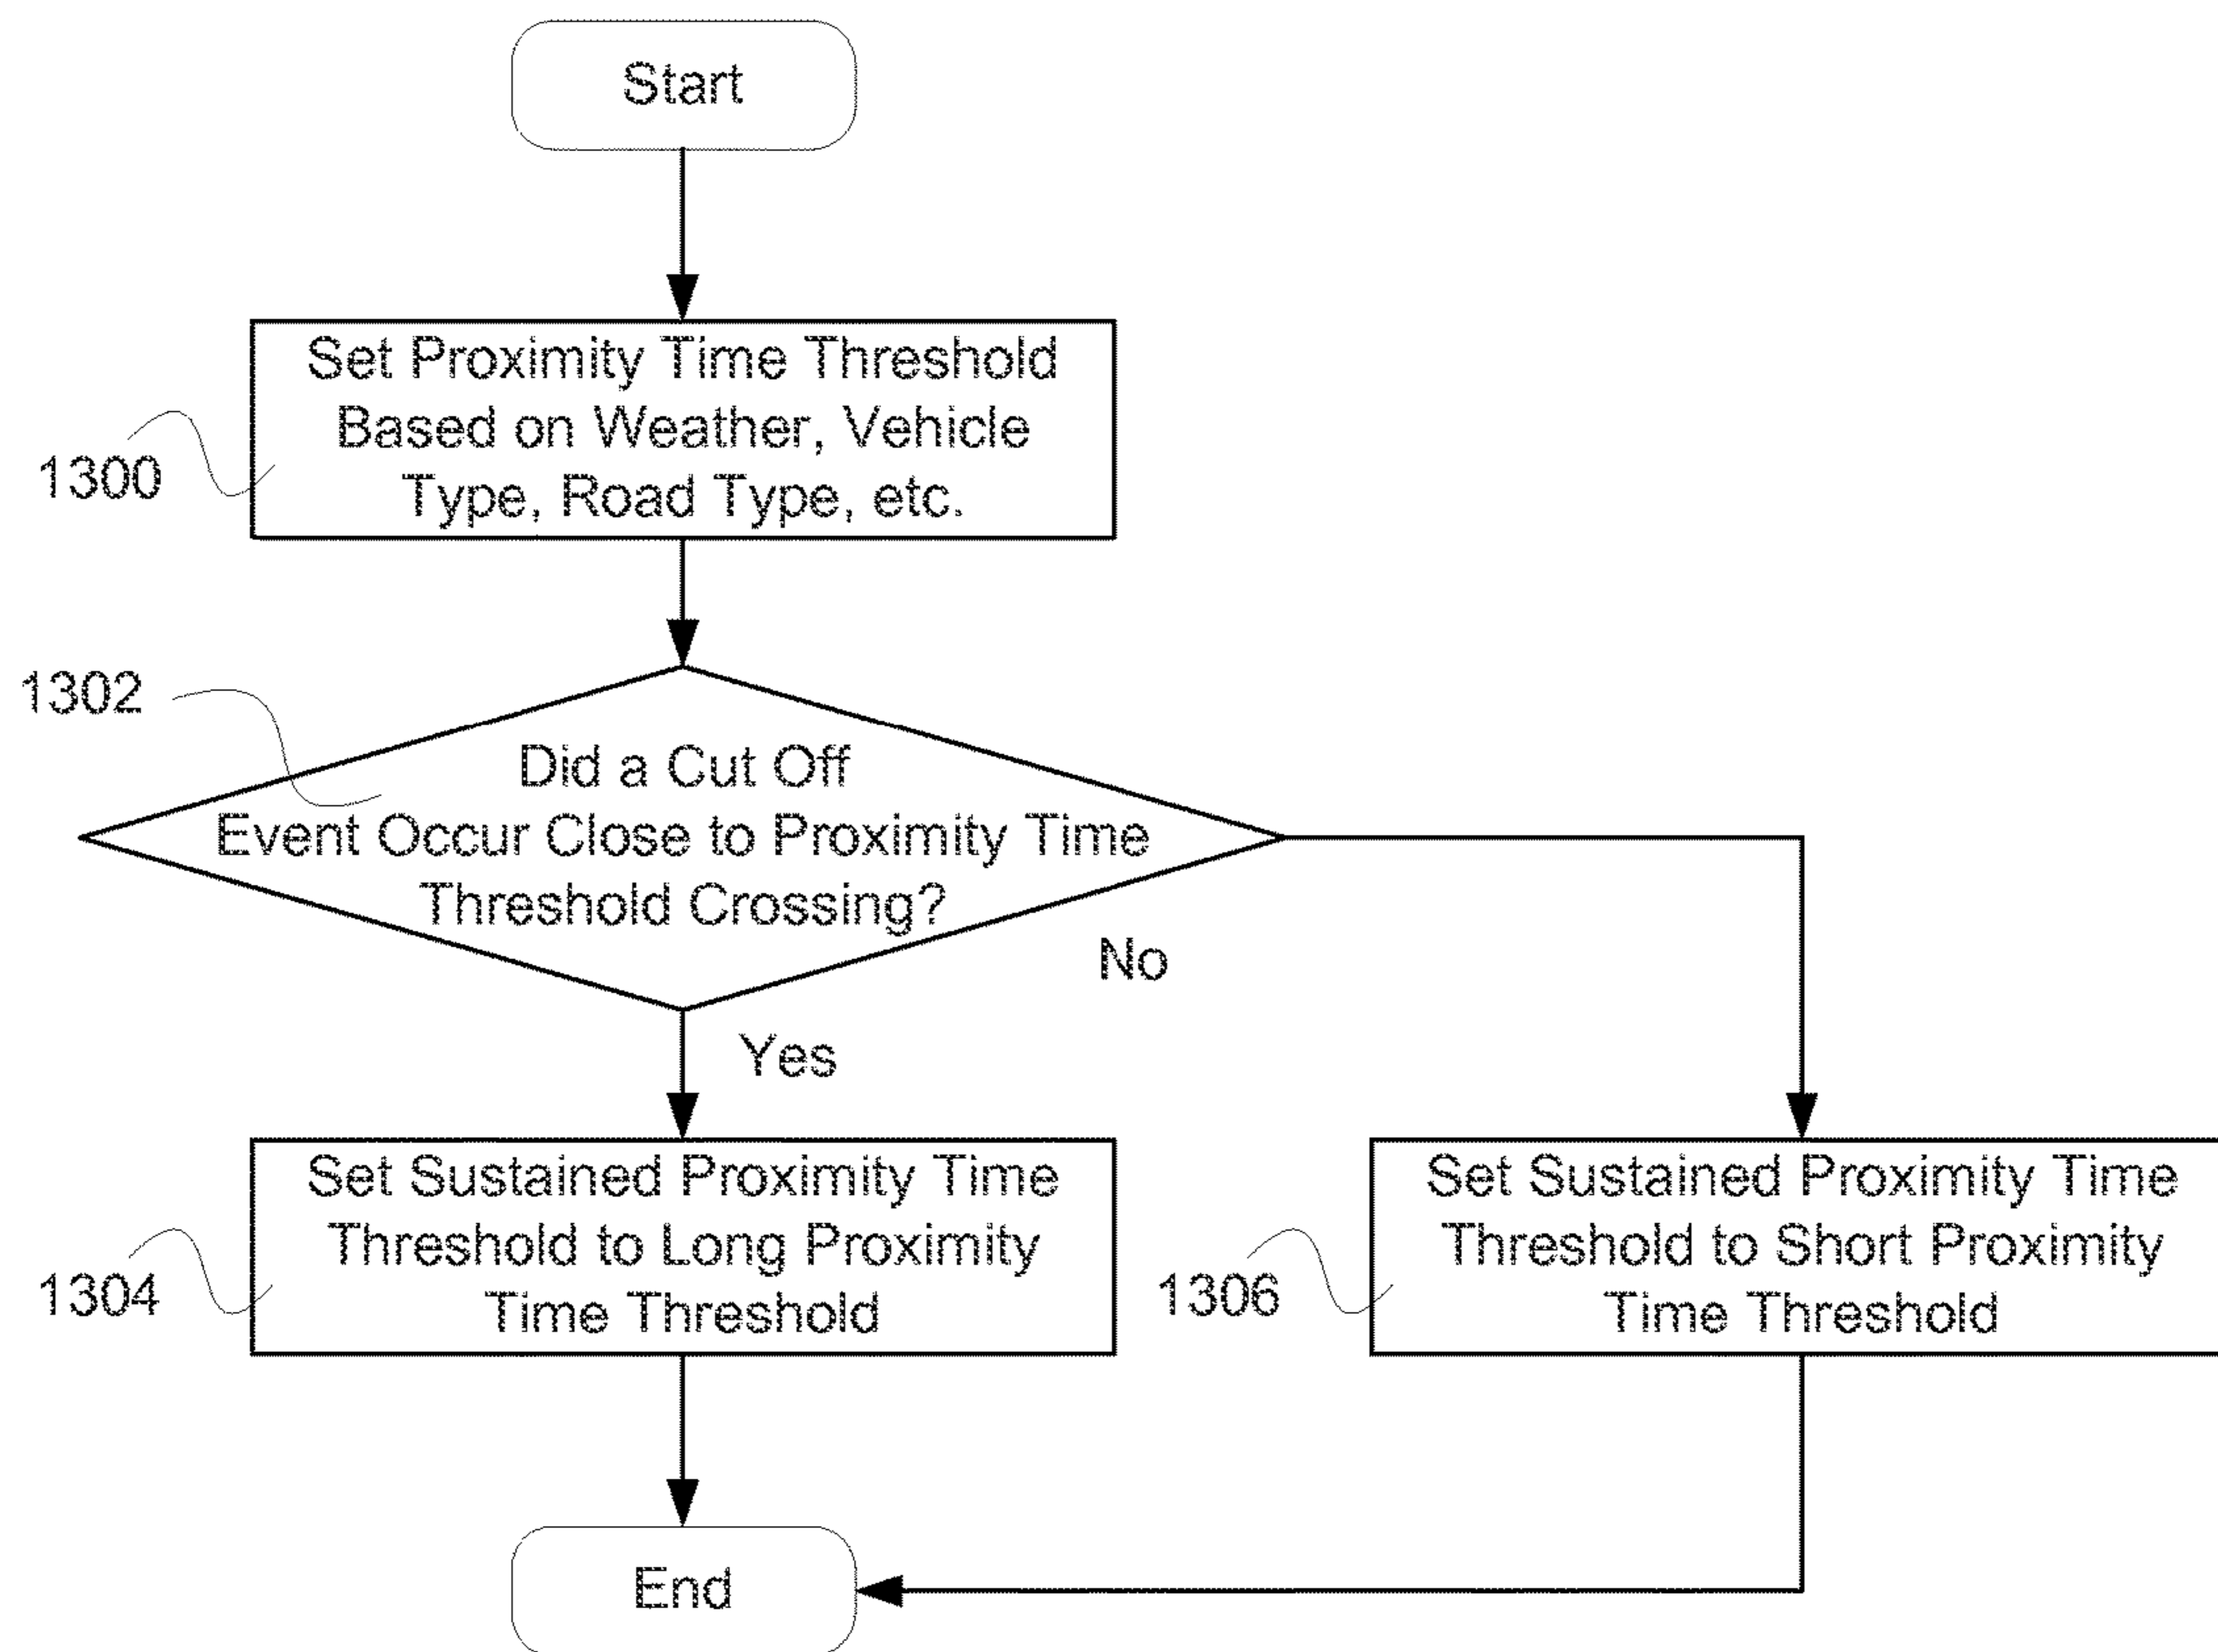 Start
Set Proximity Time Threshold
Based on Weather, Vehicle
Type, Road Type, etc.
1300
1302
Did a Cut Off
Event Occur Close to Proximity Time
Threshold Crossing?
No
Yes
Set Sustained Proximity Time
Threshold to Long Proximity
Time Threshold
1304
Set Sustained Proximity Time
Threshold to Short Proximity
Time Threshold
1306
End